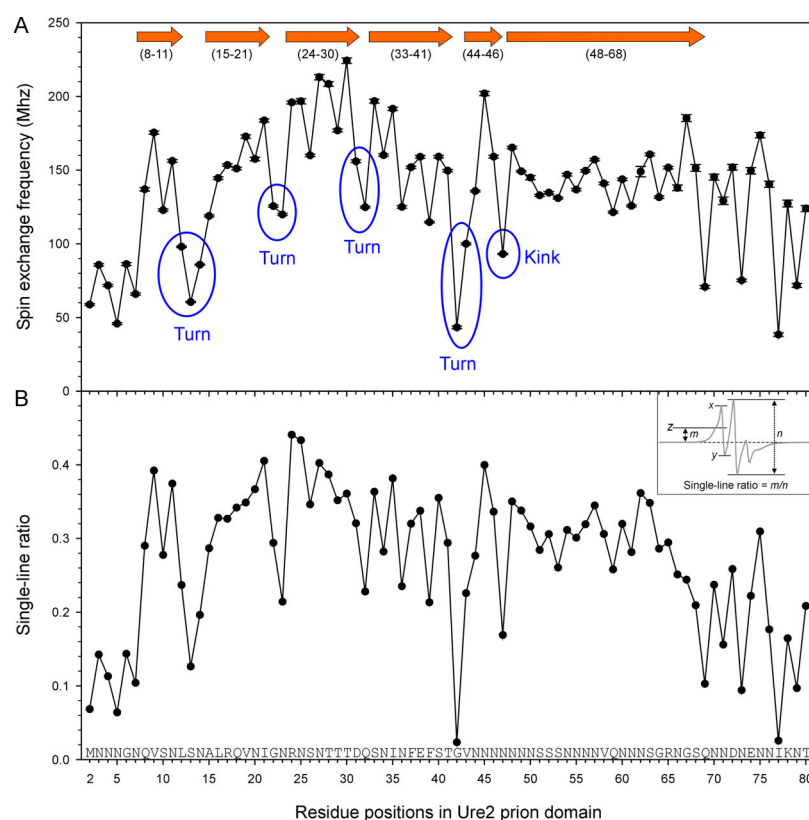 A
250
200
150
100
50
0
Spin exchange frequency (Mhz)
(8-11)
(15-21)
(24-30)
(33-41)
(44-46)
(48-68)
Turn
Turn
Turn
Turn
Kink
B
0.4
0.3
0.2
0.1
0.0
Single-line ratio
x
z
m
y
n
Single-line ratio = m/n
MNNNGNQVSNLSNALRQVNIGNRNSNTTTDQSNINFEFSTGVNNNNNNNSSSNNNNVQNNNSGRNGSQNNDNENNIKNT
2 5 10 15 20 25 30 35 40 45 50 55 60 65 70 75 80
Residue positions in Ure2 prion domain